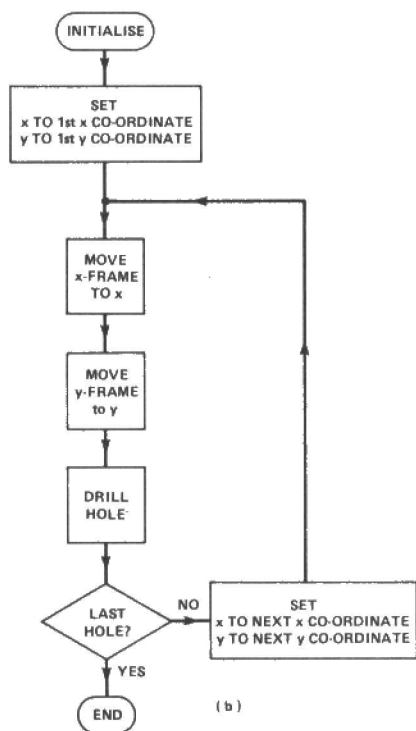 INITIALISE
SET
x TO 1st x CO-ORDINATE
y TO 1st y CO-ORDINATE
MOVE
x-FRAME
TO x
MOVE
y-FRAME
to y
DRILL
HOLE
LAST
HOLE?
NO
SET
x TO NEXT x CO-ORDINATE
y TO NEXT y CO-ORDINATE
YES
END
(b)